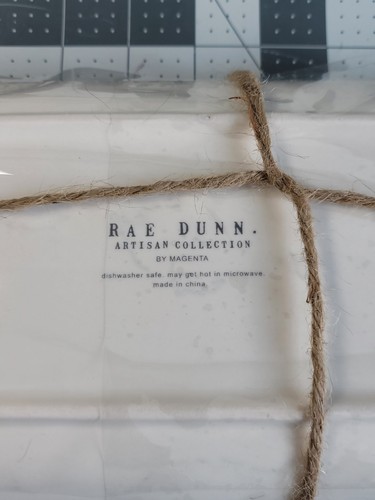 RAE DUNN.
ARTISAN COLLECTION
BY MAGENTA
dishwasher safe. may get hot in microwave.
made in china.